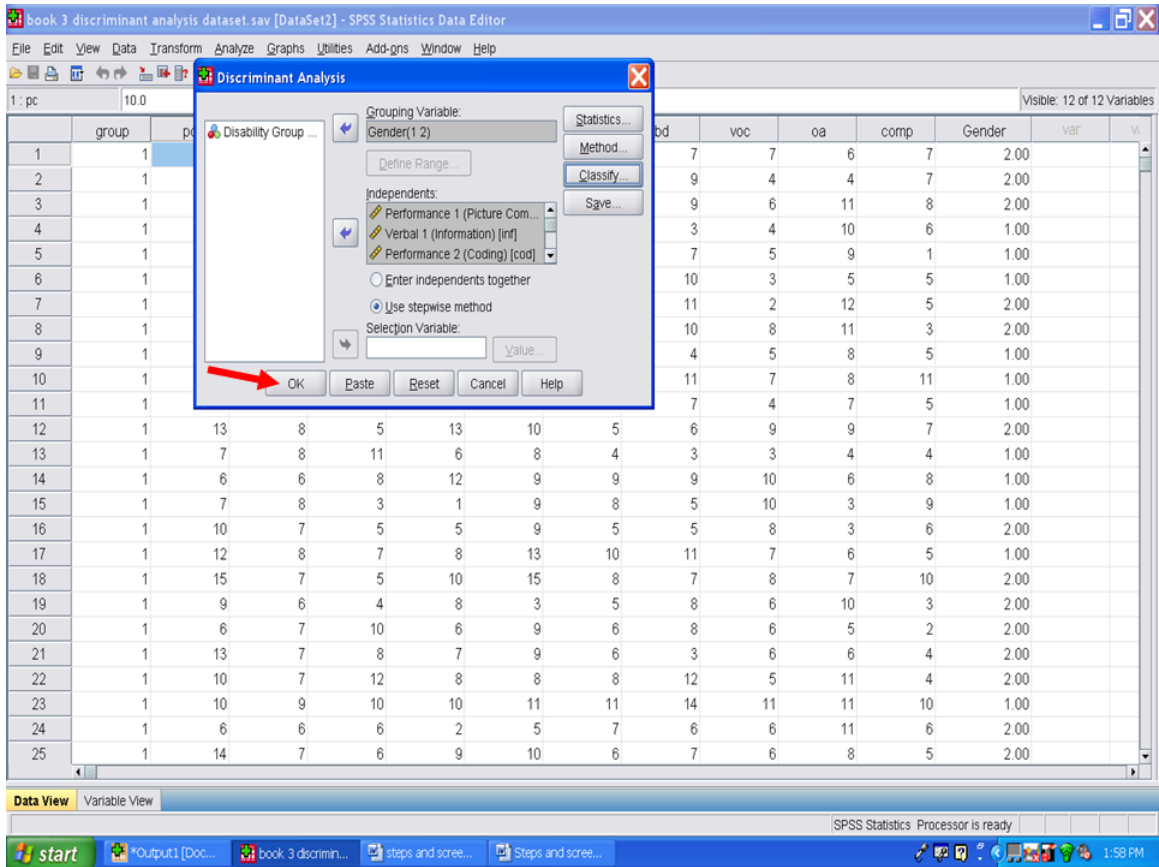 book 3 discriminant analysis dataset.sav [DataSet2] - SPSS Statistics Data Editor
File Edit View Data Transform Analyze Graphs Utilities Add-ons Window Help
1 : pc 10.0 Visible: 12 of 12 Variables
Discriminant Analysis
Disability Group ...
Grouping Variable:
Gender(1 2)
Define Range...
Independents:
Performance 1 (Picture Com...
Verbal 1 (Information) [inf]
Performance 2 (Coding) [cod]
Enter independents together
Use stepwise method
Selection Variable:
Value...
Statistics...
Method...
Classify...
Save...
OK Paste Reset Cancel Help
group bd voc oa comp Gender var
1 1 7 7 6 7 2.00
2 1 9 4 4 7 2.00
3 1 9 6 11 8 2.00
4 1 3 4 10 6 1.00
5 1 7 5 9 1 1.00
6 1 10 3 5 5 1.00
7 1 11 2 12 5 2.00
8 1 10 8 11 3 2.00
9 1 4 5 8 5 1.00
10 1 11 7 8 11 1.00
11 1 7 4 7 5 1.00
12 1 13 8 5 13 10 5 6 9 9 7 2.00
13 1 7 8 11 6 8 4 3 3 4 4 1.00
14 1 6 6 8 12 9 9 9 10 6 8 1.00
15 1 7 8 3 1 9 8 5 10 3 9 1.00
16 1 10 7 5 5 9 5 5 8 3 6 2.00
17 1 12 8 7 8 13 10 11 7 6 5 1.00
18 1 15 7 5 10 15 8 7 8 7 10 2.00
19 1 9 6 4 8 3 5 8 6 10 3 2.00
20 1 6 7 10 6 9 6 8 6 5 2 2.00
21 1 13 7 8 7 9 6 3 6 6 4 2.00
22 1 10 7 12 8 8 8 12 5 11 4 2.00
23 1 10 9 10 10 11 11 14 11 11 10 1.00
24 1 6 6 6 2 5 7 6 6 11 6 2.00
25 1 14 7 6 9 10 6 7 6 8 5 2.00
Data View Variable View
SPSS Statistics Processor is ready
start *Output1 [Doc... book 3 discrimin... steps and scree... Steps and scree... 1:58 PM